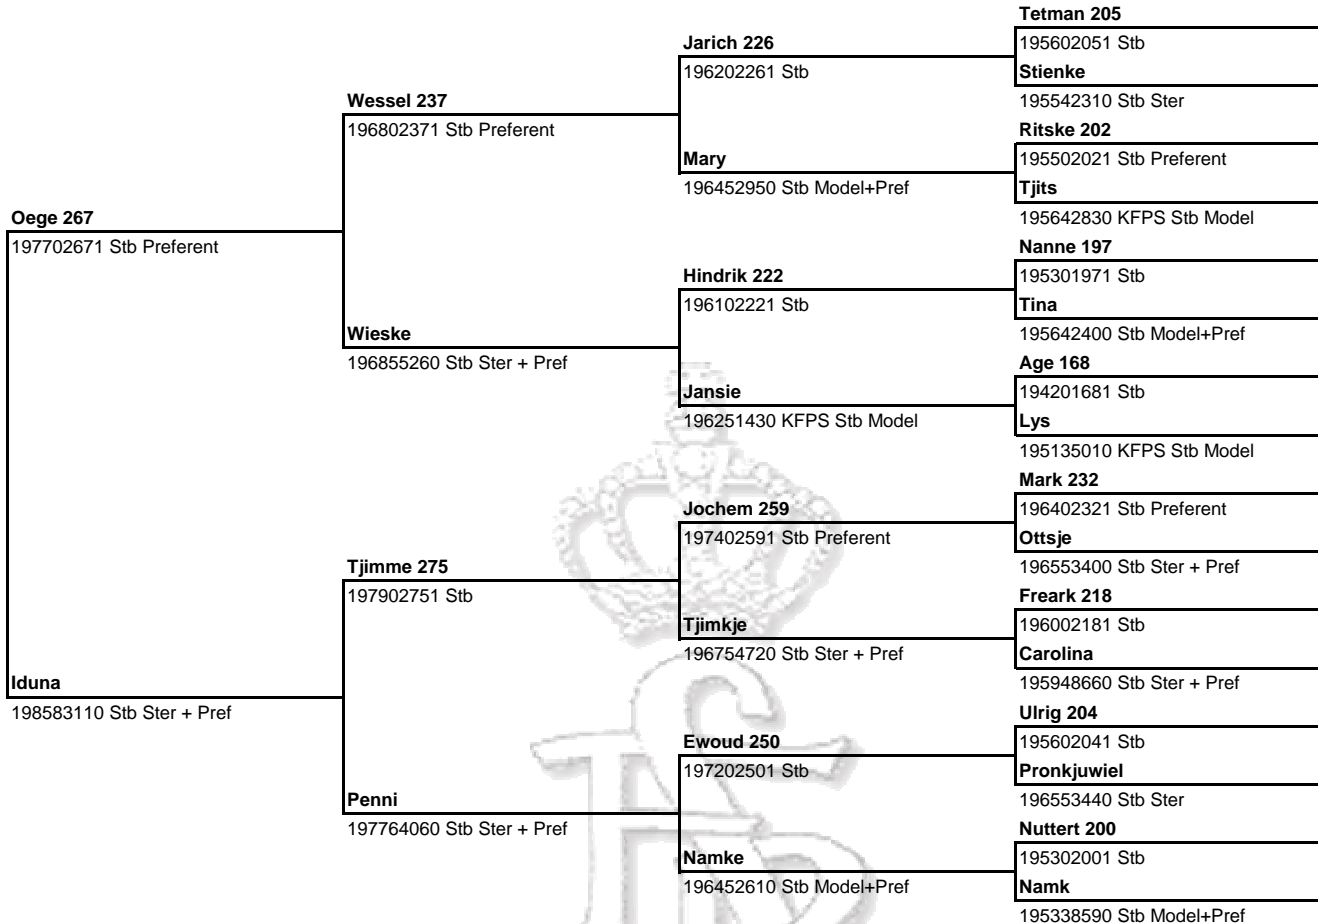 Oege 267
197702671 Stb Preferent
Iduna
198583110 Stb Ster + Pref
Wessel 237
196802371 Stb Preferent
Wieske
196855260 Stb Ster + Pref
Tjimme 275
197902751 Stb
Penni
197764060 Stb Ster + Pref
Jarich 226
196202261 Stb
Mary
196452950 Stb Model+Pref
Hindrik 222
196102221 Stb
Jansie
196251430 KFPS Stb Model
Jochem 259
197402591 Stb Preferent
Tjimkje
196754720 Stb Ster + Pref
Ewoud 250
197202501 Stb
Namke
196452610 Stb Model+Pref
Tetman 205
195602051 Stb
Stienke
195542310 Stb Ster
Ritske 202
195502021 Stb Preferent
Tjits
195642830 KFPS Stb Model
Nanne 197
195301971 Stb
Tina
195642400 Stb Model+Pref
Age 168
194201681 Stb
Lys
195135010 KFPS Stb Model
Mark 232
196402321 Stb Preferent
Ottsje
196553400 Stb Ster + Pref
Freark 218
196002181 Stb
Carolina
195948660 Stb Ster + Pref
Ulrig 204
195602041 Stb
Pronkjuwiel
196553440 Stb Ster
Nuttert 200
195302001 Stb
Namk
195338590 Stb Model+Pref